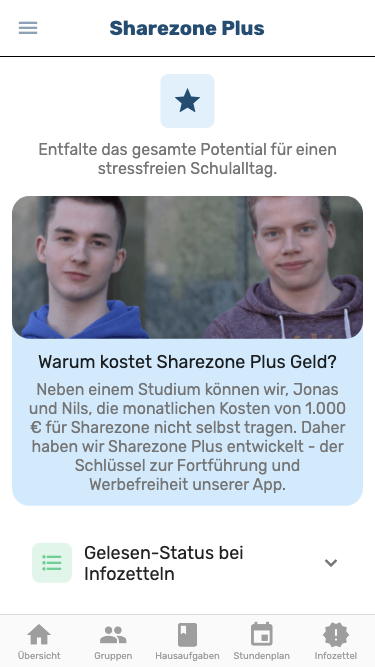 Sharezone Plus
Entfalte das gesamte Potential für einen
stressfreien Schulalltag.
Warum kostet Sharezone Plus Geld?
Neben einem Studium können wir, Jonas
und Nils, die monatlichen Kosten von 1.000
€ für Sharezone nicht selbst tragen. Daher
haben wir Sharezone Plus entwickelt - der
Schlüssel zur Fortführung und
Werbefreiheit unserer App.
Gelesen-Status bei
Infozetteln
Übersicht
Gruppen
Hausaufgaben
Stundenplan
Infozettel